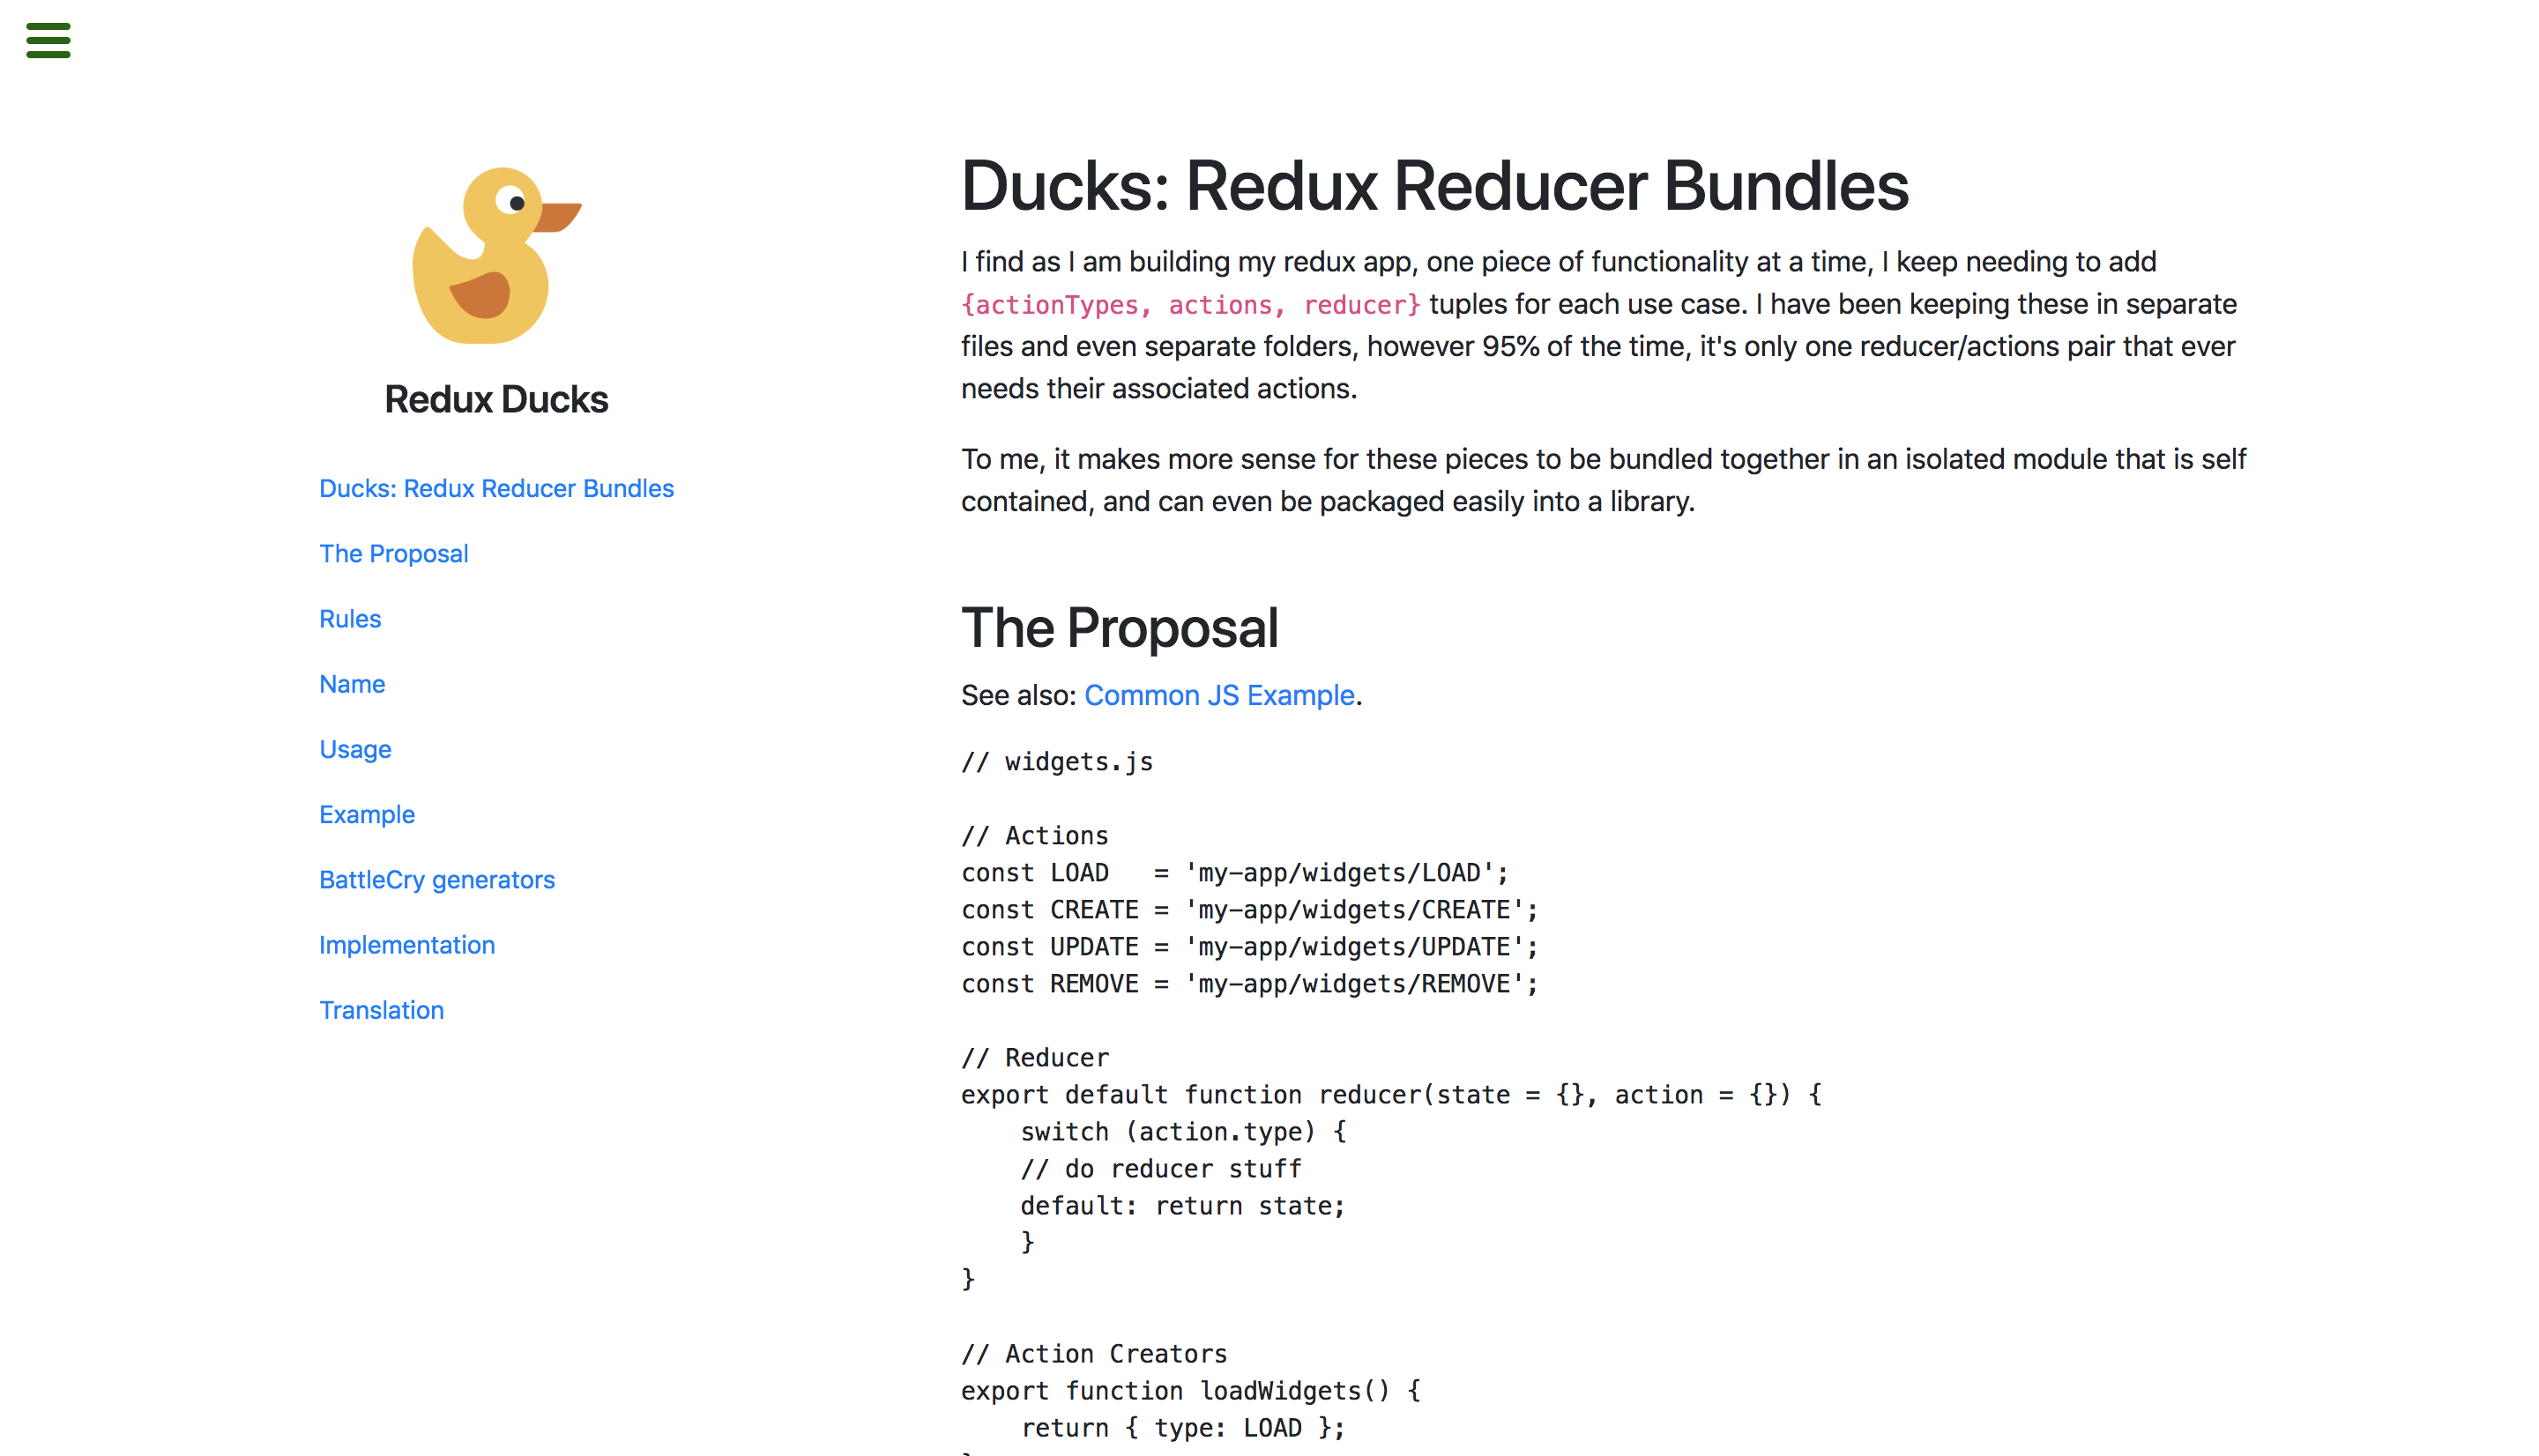 Redux Ducks
Ducks: Redux Reducer Bundles
The Proposal
Rules
Name
Usage
Example
BattleCry generators
Implementation
Translation
Ducks: Redux Reducer Bundles
I find as I am building my redux app, one piece of functionality at a time, I keep needing to add
{actionTypes, actions, reducer} tuples for each use case. I have been keeping these in separate
files and even separate folders, however 95% of the time, it's only one reducer/actions pair that ever
needs their associated actions.
To me, it makes more sense for these pieces to be bundled together in an isolated module that is self
contained, and can even be packaged easily into a library.
The Proposal
See also: Common JS Example.
// widgets.js
// Actions
const LOAD   = 'my-app/widgets/LOAD';
const CREATE = 'my-app/widgets/CREATE';
const UPDATE = 'my-app/widgets/UPDATE';
const REMOVE = 'my-app/widgets/REMOVE';
// Reducer
export default function reducer(state = {}, action = {}) {
    switch (action.type) {
    // do reducer stuff
    default: return state;
    }
}
// Action Creators
export function loadWidgets() {
    return { type: LOAD };